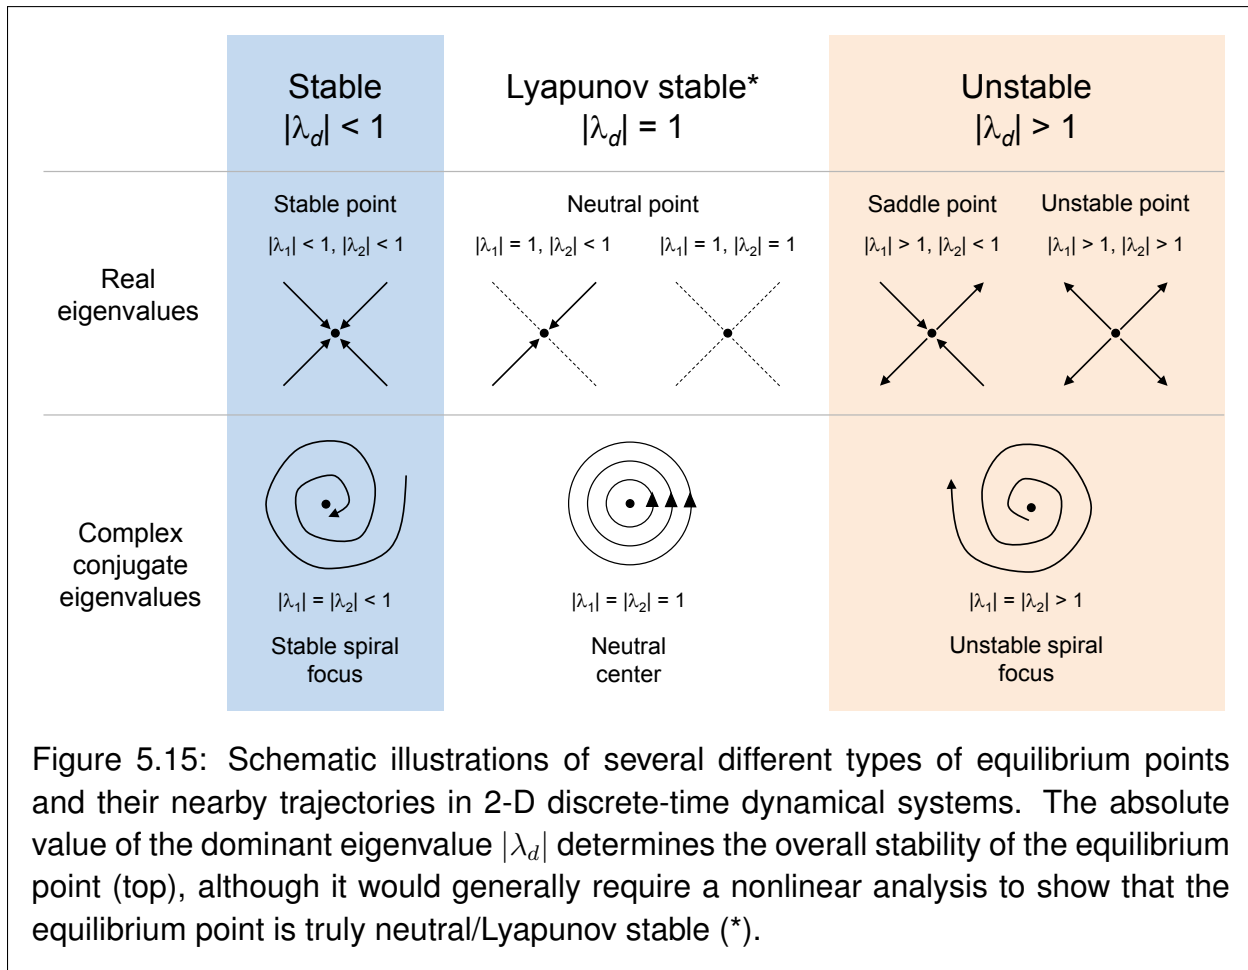 Stable
|λd| < 1
Lyapunov stable*
|λd| = 1
Unstable
|λd| > 1
Real
eigenvalues
Stable point
|λ1| < 1, |λ2| < 1
Neutral point
|λ1| = 1, |λ2| < 1
|λ1| = 1, |λ2| = 1
Saddle point
|λ1| > 1, |λ2| < 1
Unstable point
|λ1| > 1, |λ2| > 1
Complex
conjugate
eigenvalues
|λ1| = |λ2| < 1
Stable spiral
focus
|λ1| = |λ2| = 1
Neutral
center
|λ1| = |λ2| > 1
Unstable spiral
focus
Figure 5.15: Schematic illustrations of several different types of equilibrium points
and their nearby trajectories in 2-D discrete-time dynamical systems. The absolute
value of the dominant eigenvalue |λd| determines the overall stability of the equilibrium
point (top), although it would generally require a nonlinear analysis to show that the
equilibrium point is truly neutral/Lyapunov stable (*).